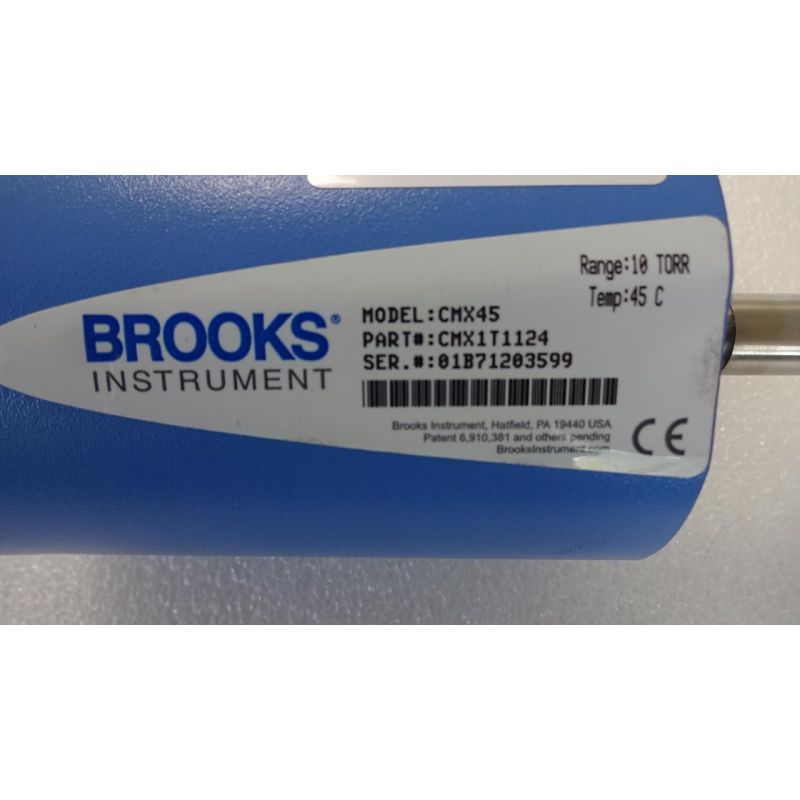 Range:10 TORR
Temp:45 C
BROOKS®
INSTRUMENT
MODEL:CMX45
PART#:CMX1T1124
SER.#:01B71203599
Brooks Instrument, Hatfield, PA 19440 USA
Patent 6,910,381 and others pending
BrooksInstrument.com
CE